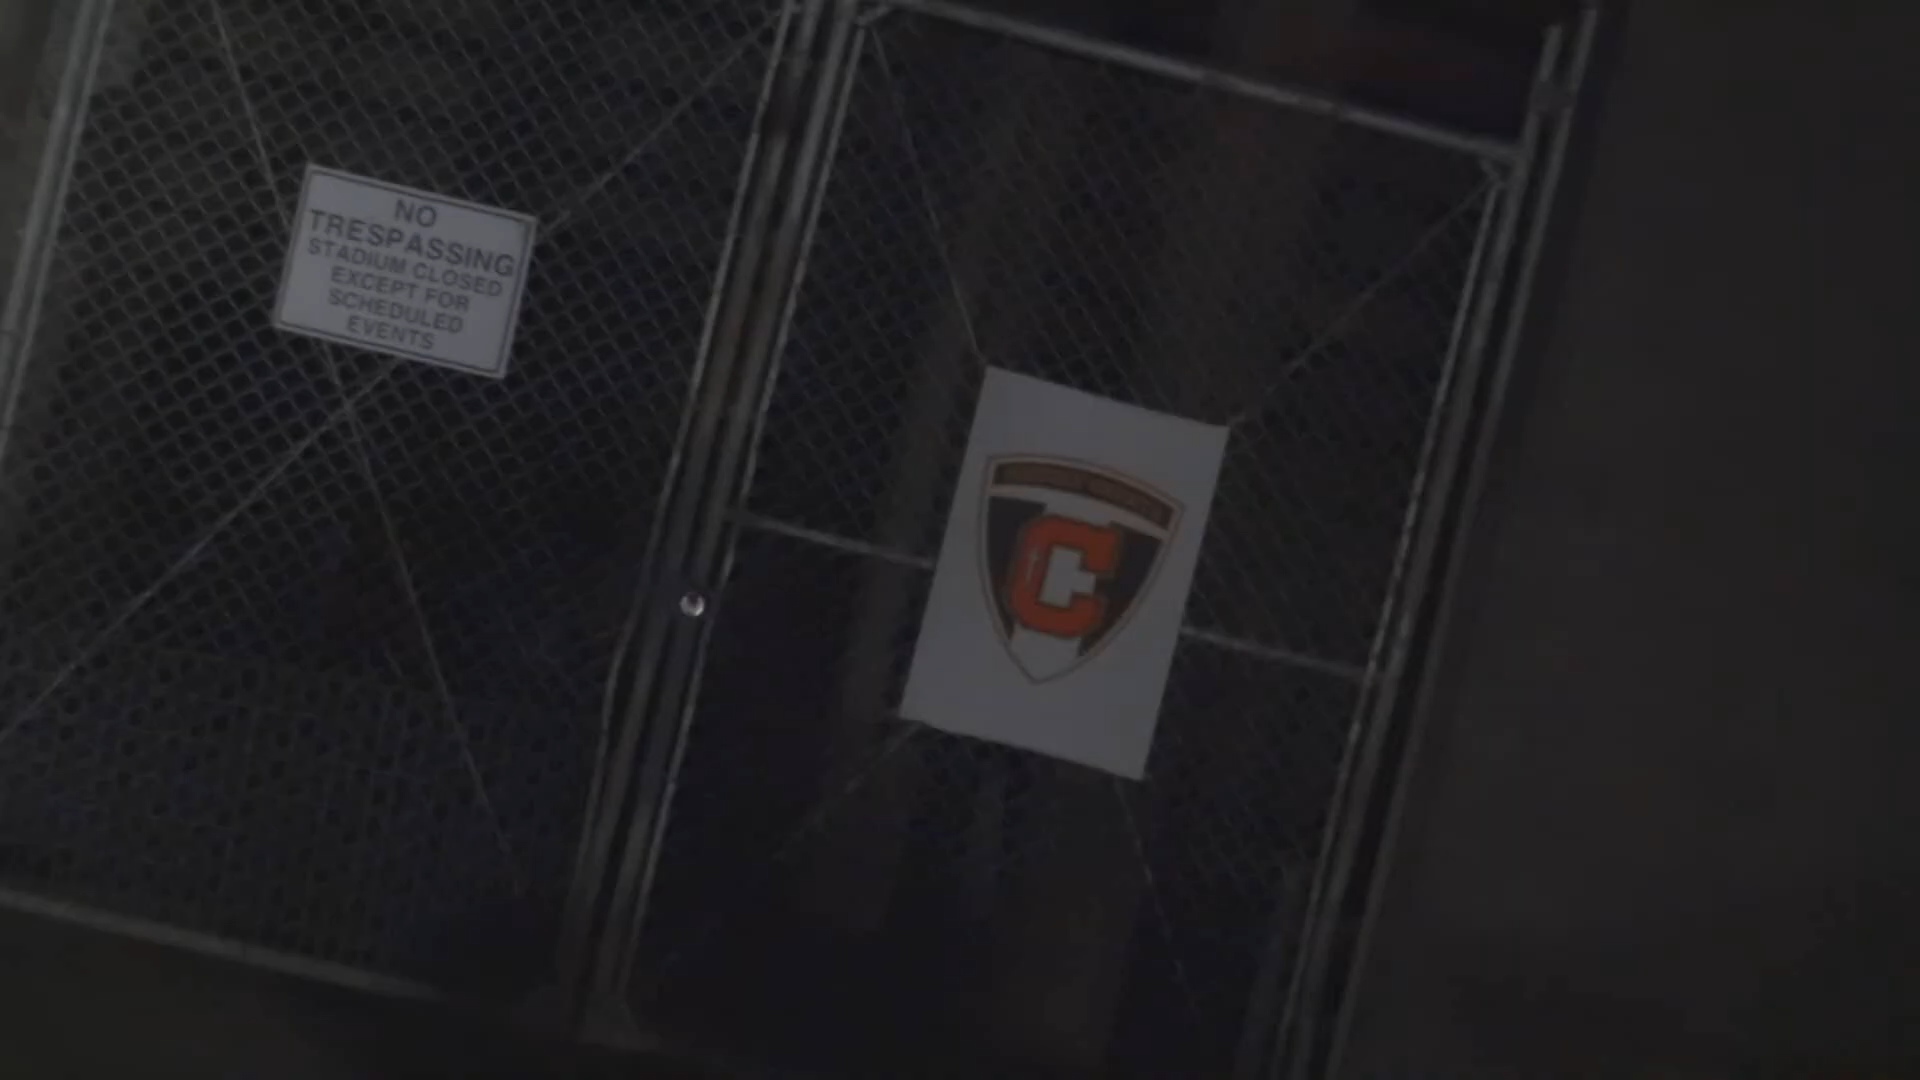 NO
TRESPASSING
STADIUM CLOSED
EXCEPT FOR
SCHEDULED
EVENTS
C